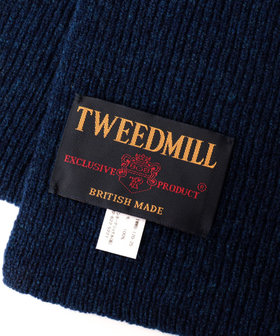 TWEEDMILL
EXCLUSIVE PRODUCT ®
BRITISH MADE